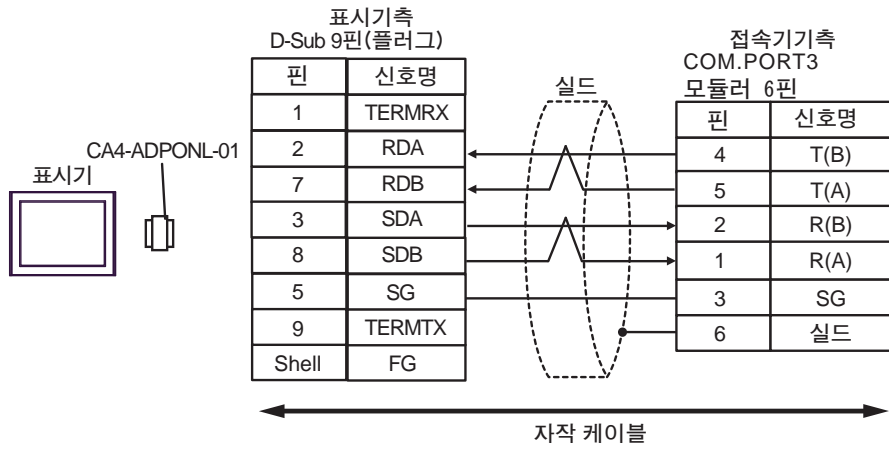 표시기측
D-Sub 9핀(플러그)
핀 신호명
1 TERMRX
2 RDA
7 RDB
3 SDA
8 SDB
5 SG
9 TERMTX
Shell FG
CA4-ADPONL-01
표시기
실드
접속기기측
COM.PORT3
모듈러 6핀
핀 신호명
4 T(B)
5 T(A)
2 R(B)
1 R(A)
3 SG
6 실드
자작 케이블